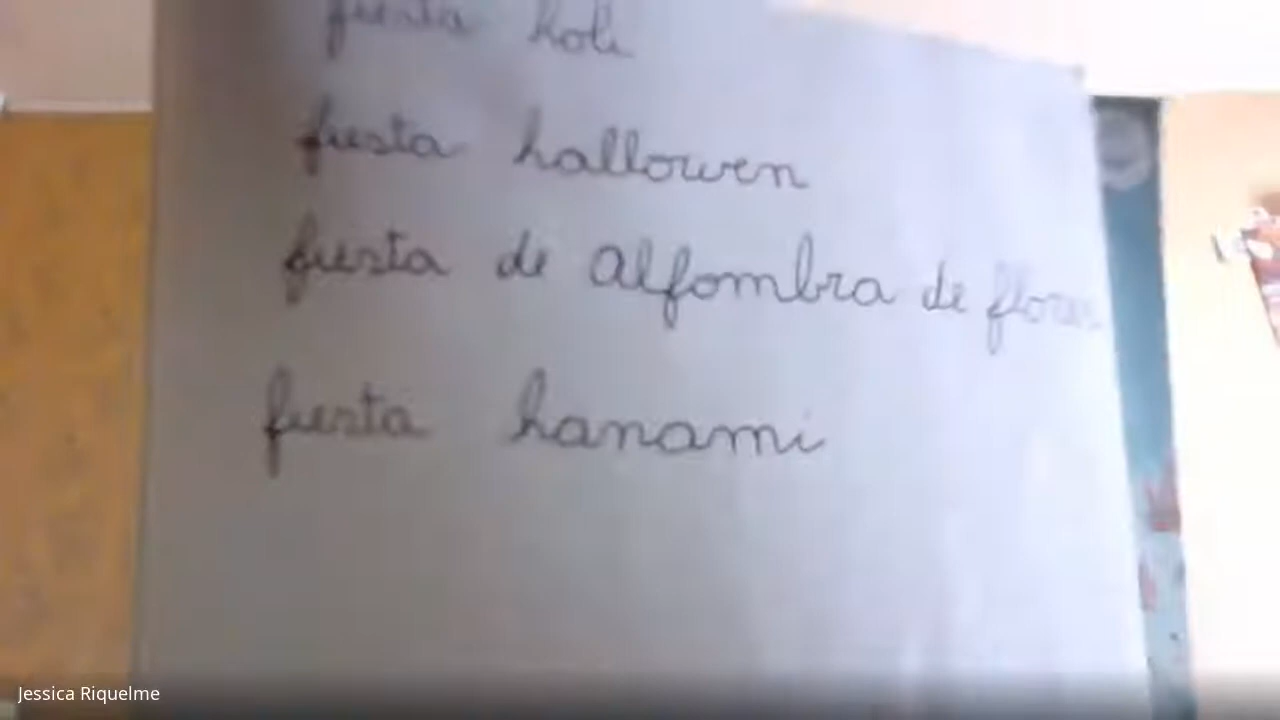 fiesta holi
fiesta hallowen
fiesta de alfombra de flores
fiesta hanami
Jessica Riquelme